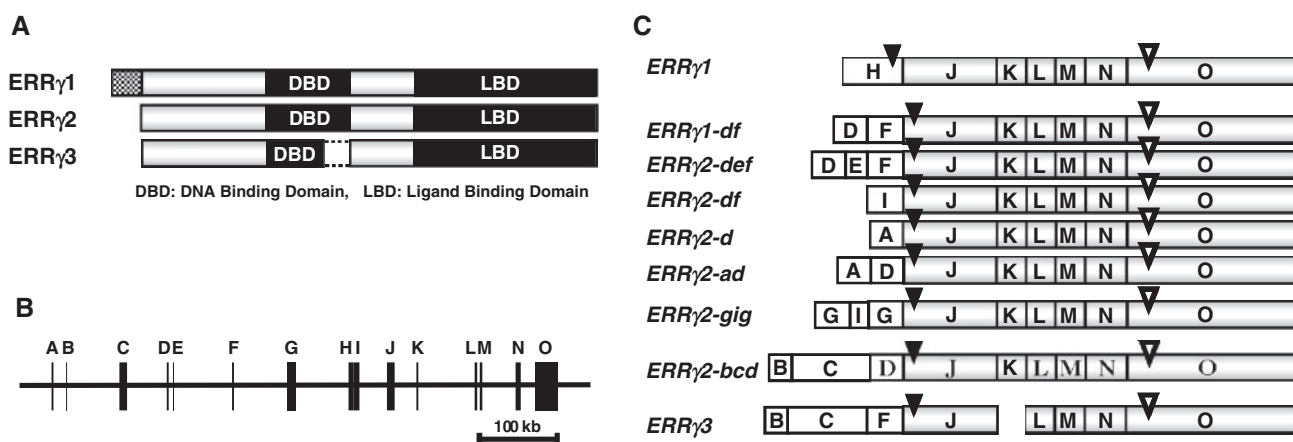 A
ERRγ1 DBD LBD
ERRγ2 DBD LBD
ERRγ3 DBD LBD
DBD: DNA Binding Domain, LBD: Ligand Binding Domain
B
A B C D E F G H I J K L M N O
100 kb
C
ERRγ1 H J K L M N O
ERRγ1-df D F J K L M N O
ERRγ2-def D E F J K L M N O
ERRγ2-df I J K L M N O
ERRγ2-d A J K L M N O
ERRγ2-ad A D J K L M N O
ERRγ2-gig G I G J K L M N O
ERRγ2-bcd B C D J K L M N O
ERRγ3 B C F J L M N O